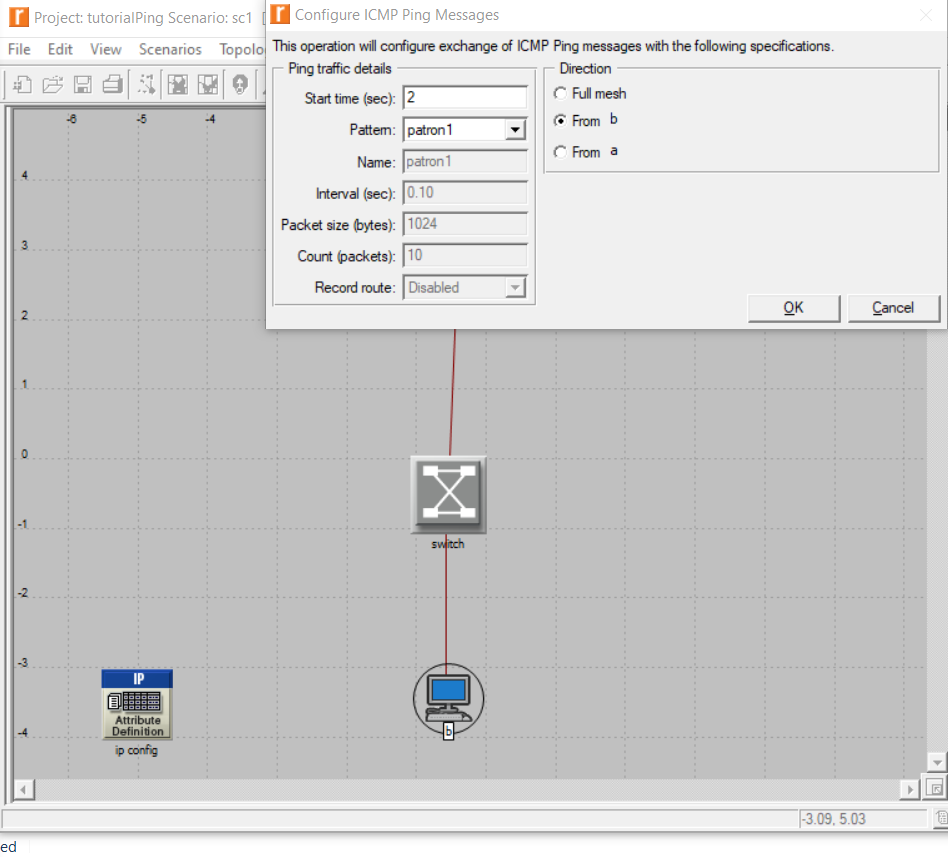 Project: tutorialPing Scenario: sc1
Configure ICMP Ping Messages
File Edit View Scenarios Topolo
This operation will configure exchange of ICMP Ping messages with the following specifications.
Ping traffic details
Start time (sec): 2
Pattern: patron1
Name: patron1
Interval (sec): 0.10
Packet size (bytes): 1024
Count (packets): 10
Record route: Disabled
Direction
Full mesh
From b
From a
OK Cancel
-6 -5 -4
4
3
2
1
0
-1
-2
-3
-4
switch
IP
Attribute
Definition
ip config
b
-3.09, 5.03
ed